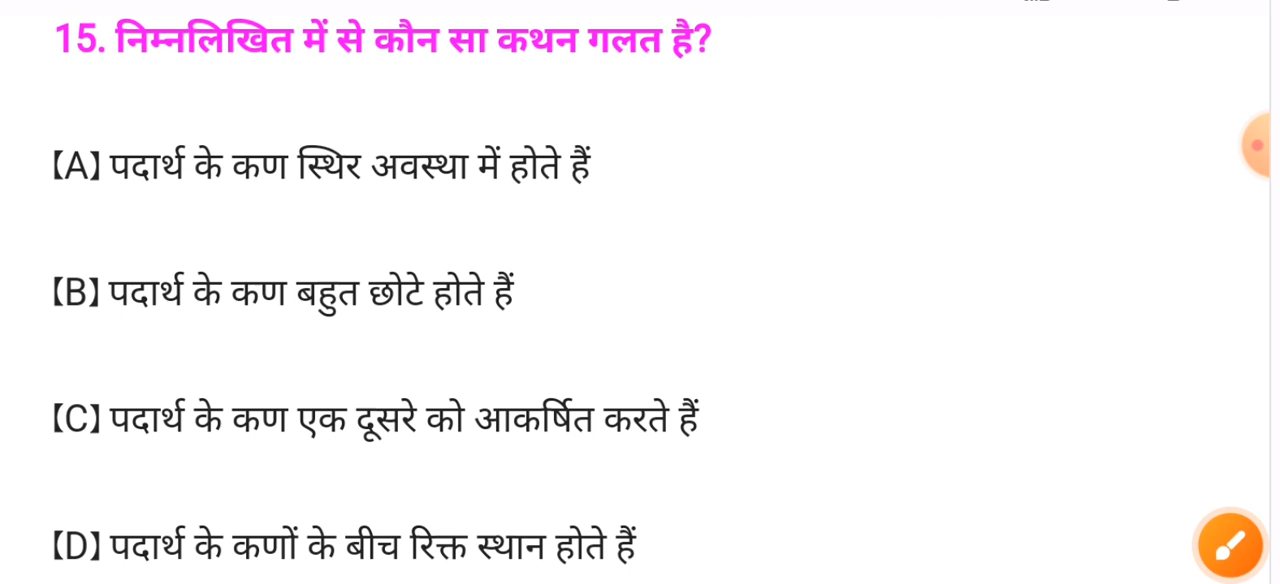 15. निम्नलिखित में से कौन सा कथन गलत है?
【A】 पदार्थ के कण स्थिर अवस्था में होते हैं
【B】 पदार्थ के कण बहुत छोटे होते हैं
【C】 पदार्थ के कण एक दूसरे को आकर्षित करते हैं
【D】 पदार्थ के कणों के बीच रिक्त स्थान होते हैं